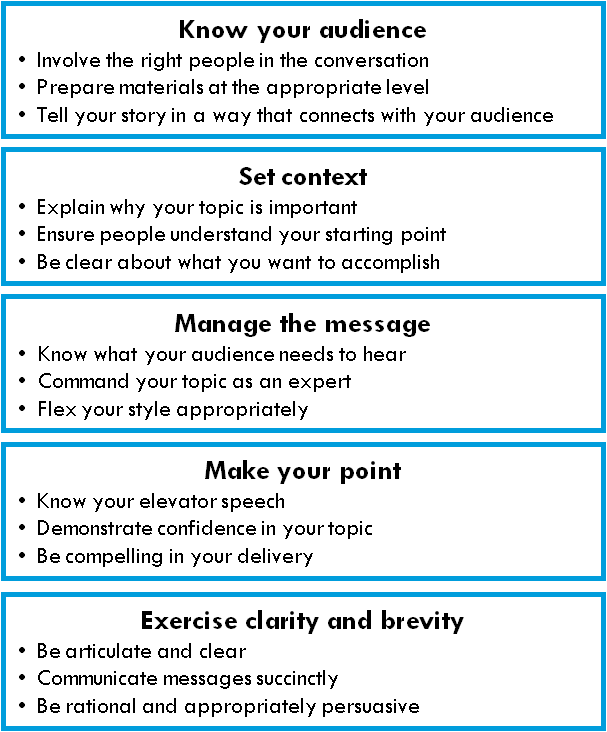 Know your audience
• Involve the right people in the conversation
• Prepare materials at the appropriate level
• Tell your story in a way that connects with your audience
Set context
• Explain why your topic is important
• Ensure people understand your starting point
• Be clear about what you want to accomplish
Manage the message
• Know what your audience needs to hear
• Command your topic as an expert
• Flex your style appropriately
Make your point
• Know your elevator speech
• Demonstrate confidence in your topic
• Be compelling in your delivery
Exercise clarity and brevity
• Be articulate and clear
• Communicate messages succinctly
• Be rational and appropriately persuasive